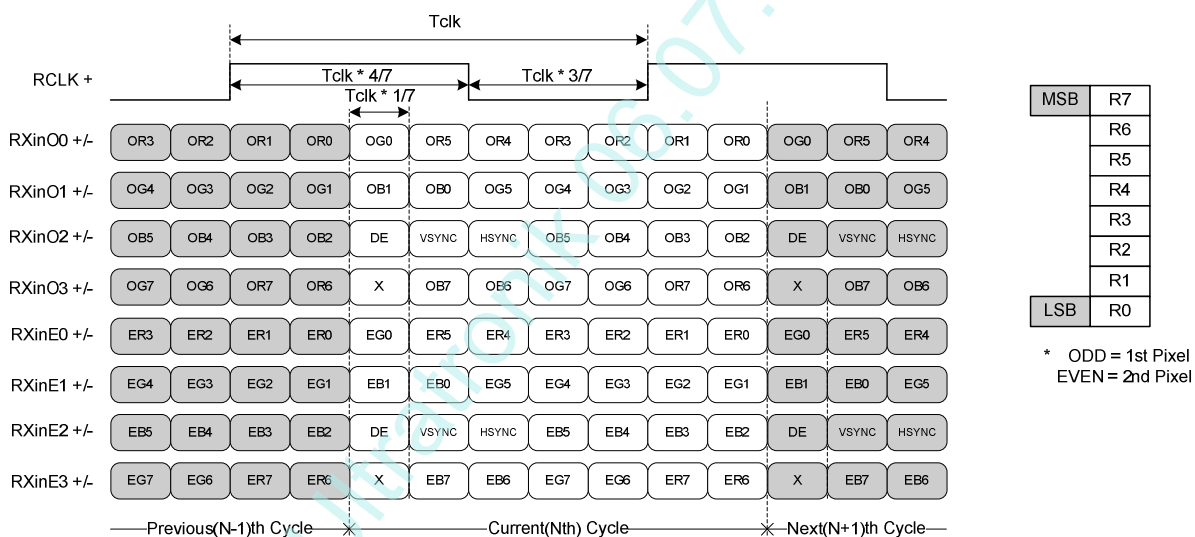 Tclk
RCLK +
Tclk * 4/7
Tclk * 3/7
Tclk * 1/7
RXinO0 +/- OR3 OR2 OR1 OR0 OG0 OR5 OR4 OR3 OR2 OR1 OR0 OG0 OR5 OR4
RXinO1 +/- OG4 OG3 OG2 OG1 OB1 OB0 OG5 OG4 OG3 OG2 OG1 OB1 OB0 OG5
RXinO2 +/- OB5 OB4 OB3 OB2 DE VSYNC HSYNC OB5 OB4 OB3 OB2 DE VSYNC HSYNC
RXinO3 +/- OG7 OG6 OR7 OR6 X OB7 OB6 OG7 OG6 OR7 OR6 X OB7 OB6
RXinE0 +/- ER3 ER2 ER1 ER0 EG0 ER5 ER4 ER3 ER2 ER1 ER0 EG0 ER5 ER4
RXinE1 +/- EG4 EG3 EG2 EG1 EB1 EB0 EG5 EG4 EG3 EG2 EG1 EB1 EB0 EG5
RXinE2 +/- EB5 EB4 EB3 EB2 DE VSYNC HSYNC EB5 EB4 EB3 EB2 DE VSYNC HSYNC
RXinE3 +/- EG7 EG6 ER7 ER6 X EB7 EB6 EG7 EG6 ER7 ER6 X EB7 EB6
Previous(N-1)th Cycle Current(Nth) Cycle Next(N+1)th Cycle
MSB R7
R6
R5
R4
R3
R2
R1
LSB R0
* ODD = 1st Pixel
EVEN = 2nd Pixel
ltratronik 06.07.